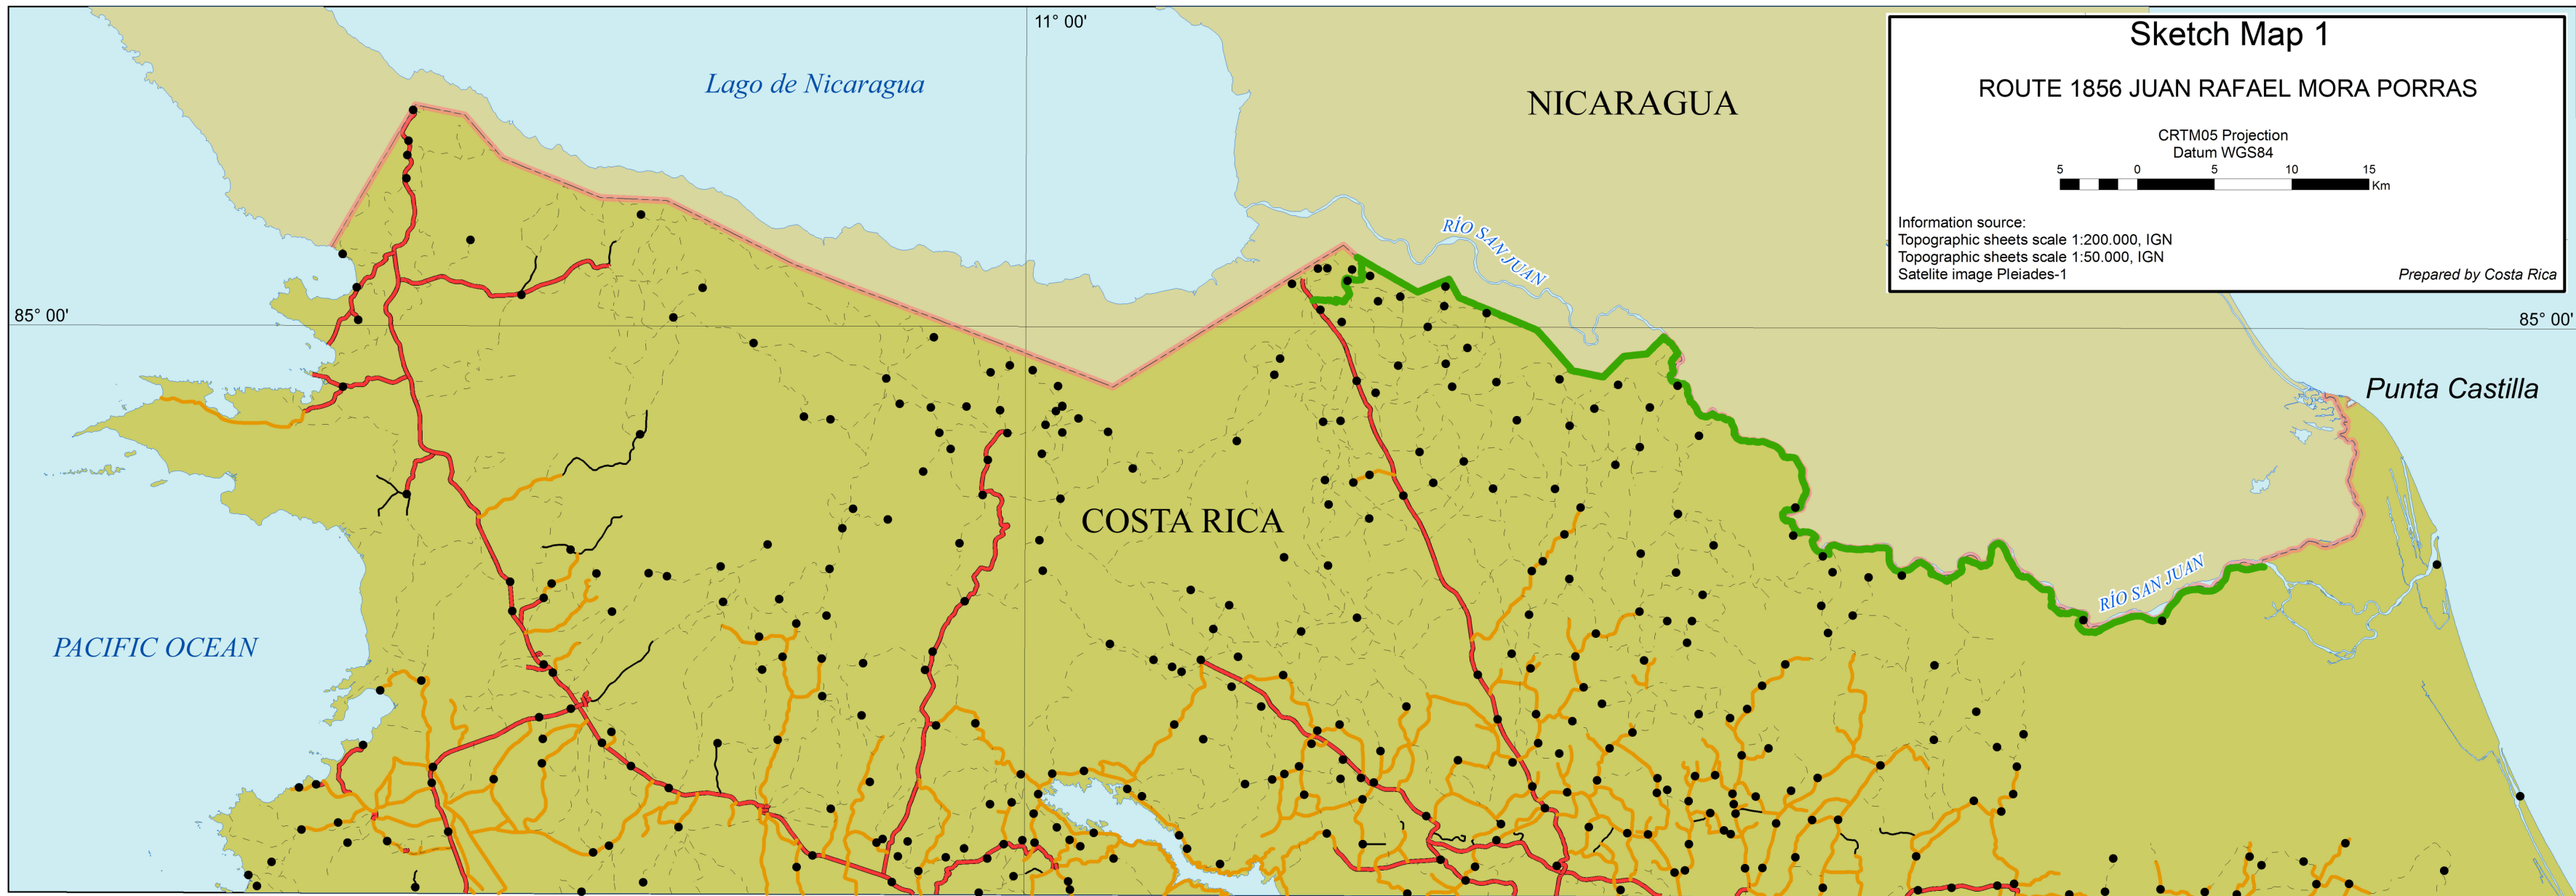 11° 00'
Lago de Nicaragua
NICARAGUA
Sketch Map 1
ROUTE 1856 JUAN RAFAEL MORA PORRAS
CRTM05 Projection
Datum WGS84
5 0 5 10 15
Km
Information source:
Topographic sheets scale 1:200.000, IGN
Topographic sheets scale 1:50.000, IGN
Satelite image Pleiades-1
Prepared by Costa Rica
RÍO SAN JUAN
85° 00'
85° 00'
Punta Castilla
COSTA RICA
RÍO SAN JUAN
PACIFIC OCEAN